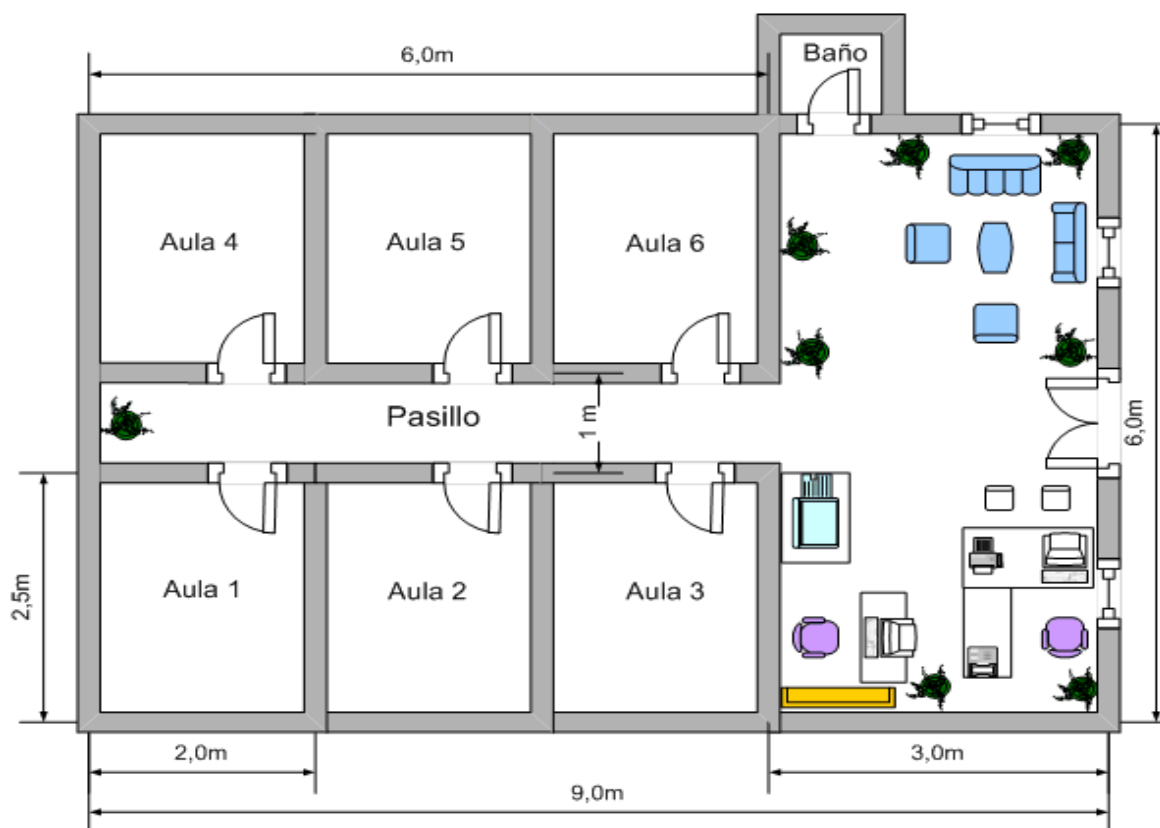 Baño
6,0m
Aula 4
Aula 5
Aula 6
Pasillo
1 m
6,0m
2,5m
Aula 1
Aula 2
Aula 3
2,0m
3,0m
9,0m